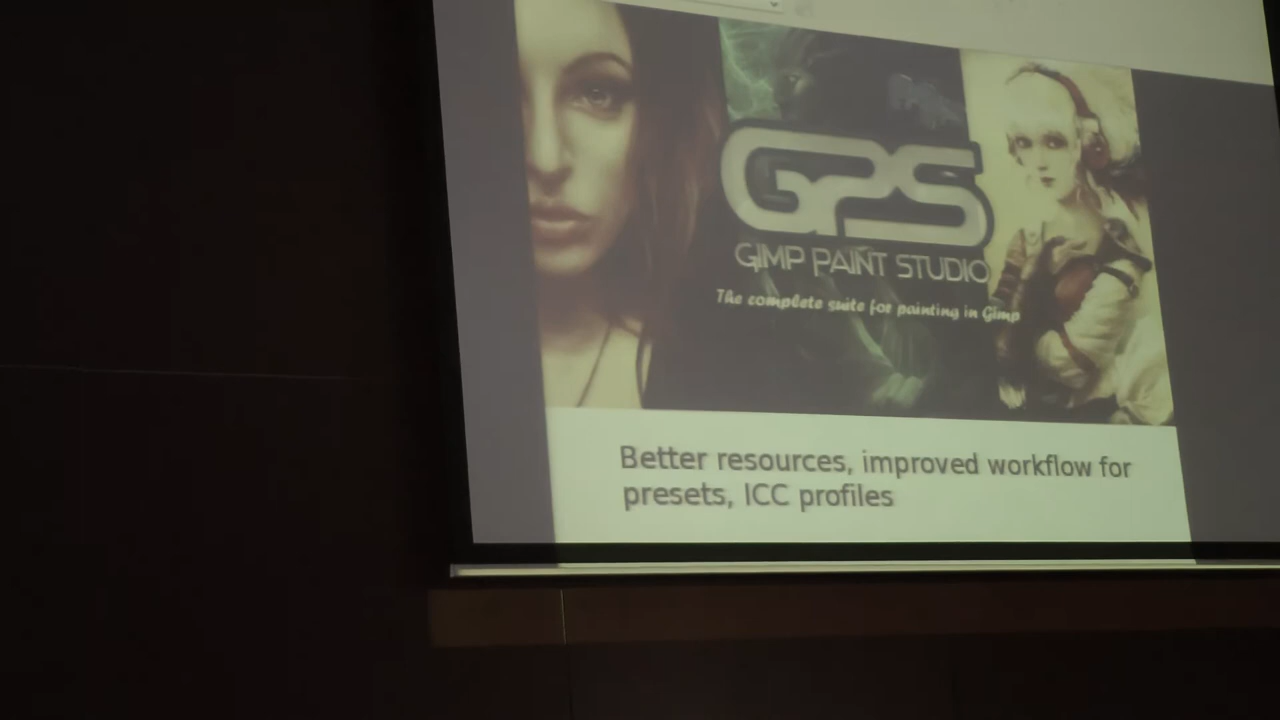 GPS
GIMP PAINT STUDIO
The complete suite for painting in Gimp
Better resources, improved workflow for
presets, ICC profiles